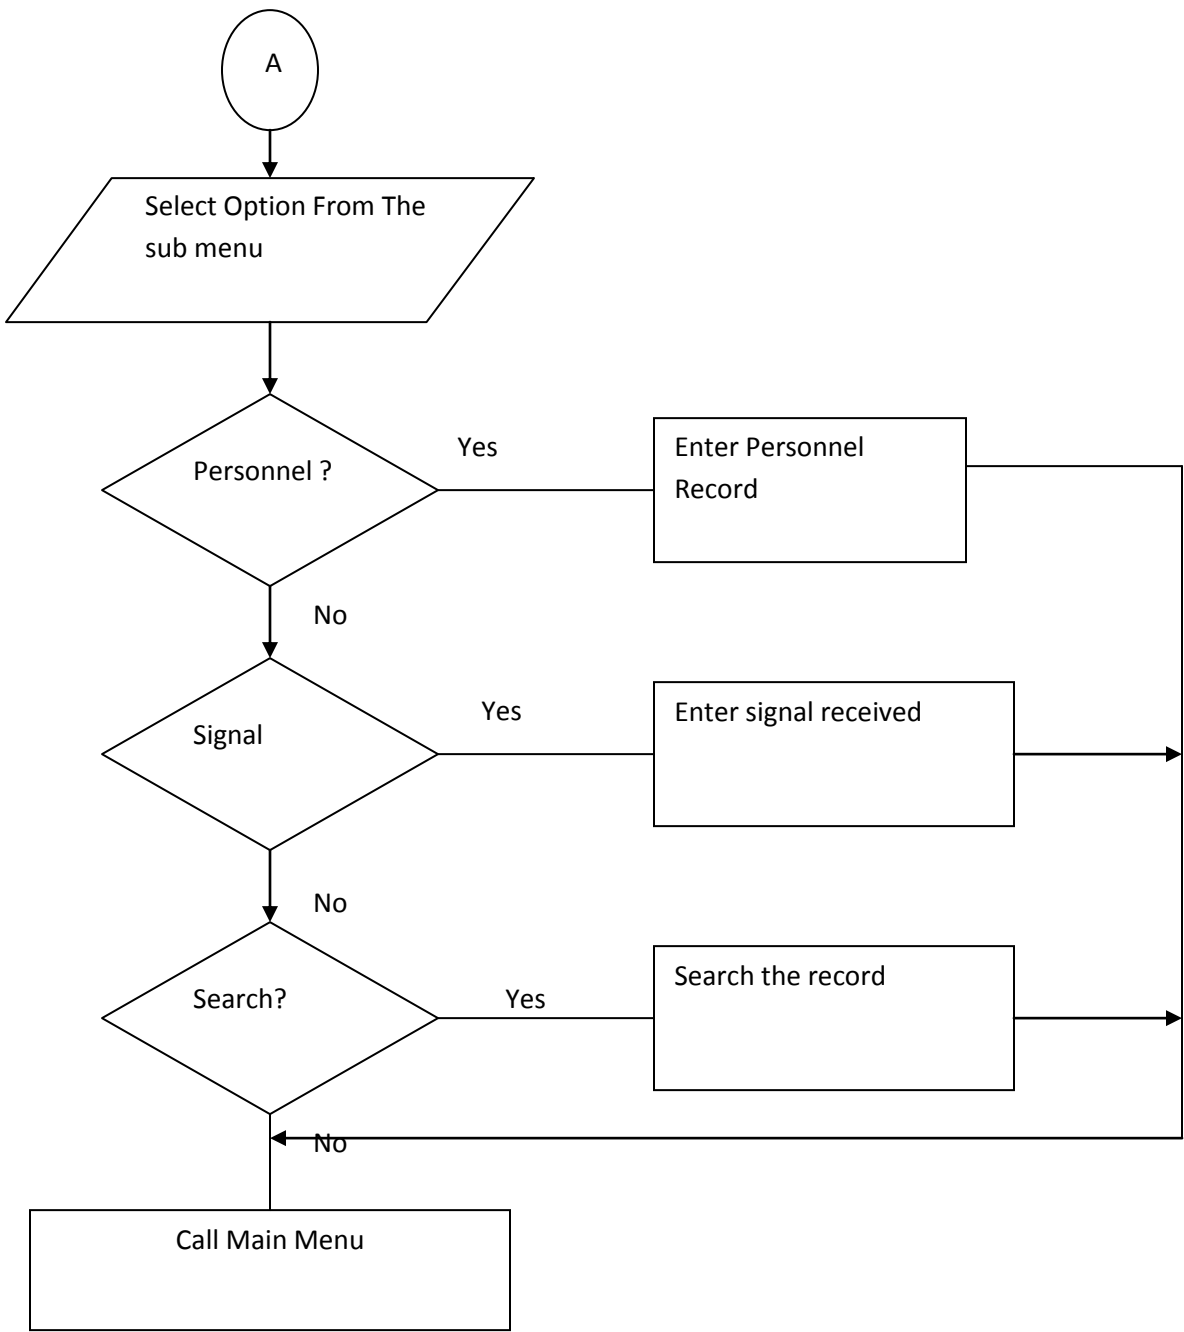 A
Select Option From The
sub menu
Personnel ?
Yes
Enter Personnel
Record
No
Signal
Yes
Enter signal received
No
Search?
Yes
Search the record
No
Call Main Menu